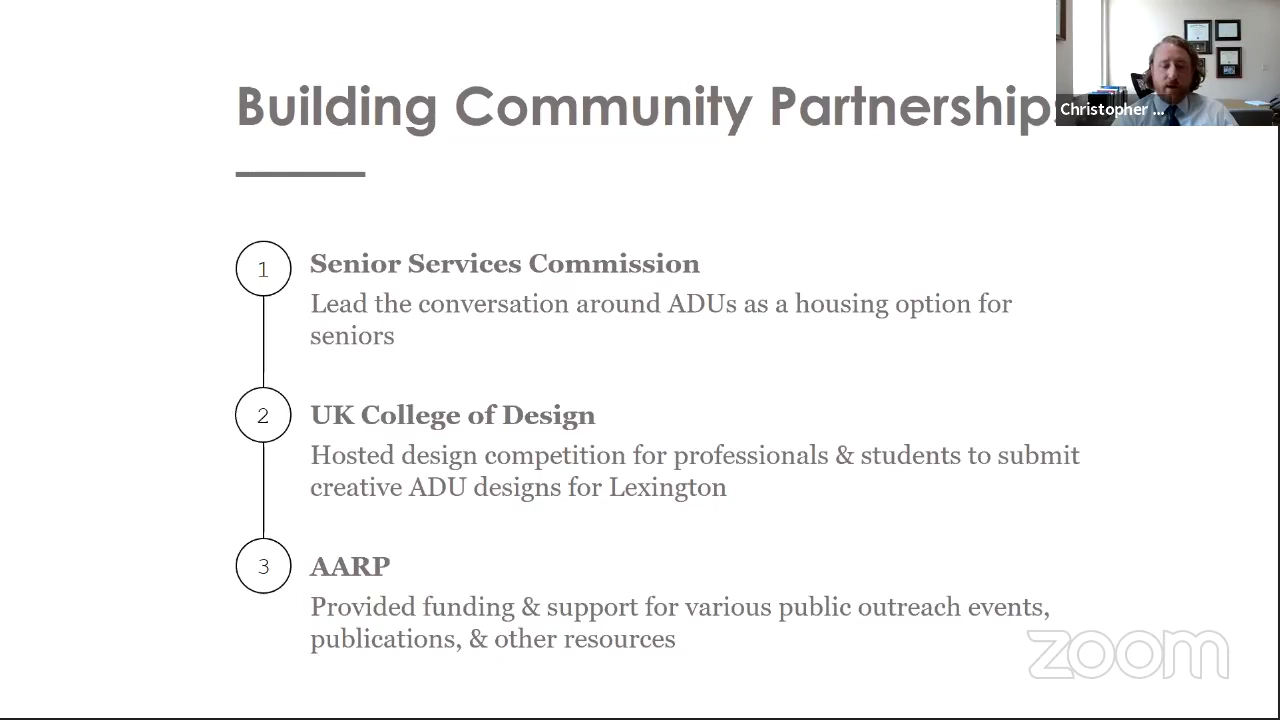 Building Community Partnerships
Christopher ...
1
Senior Services Commission
Lead the conversation around ADUs as a housing option for
seniors
2
UK College of Design
Hosted design competition for professionals & students to submit
creative ADU designs for Lexington
3
AARP
Provided funding & support for various public outreach events,
publications, & other resources
zoom